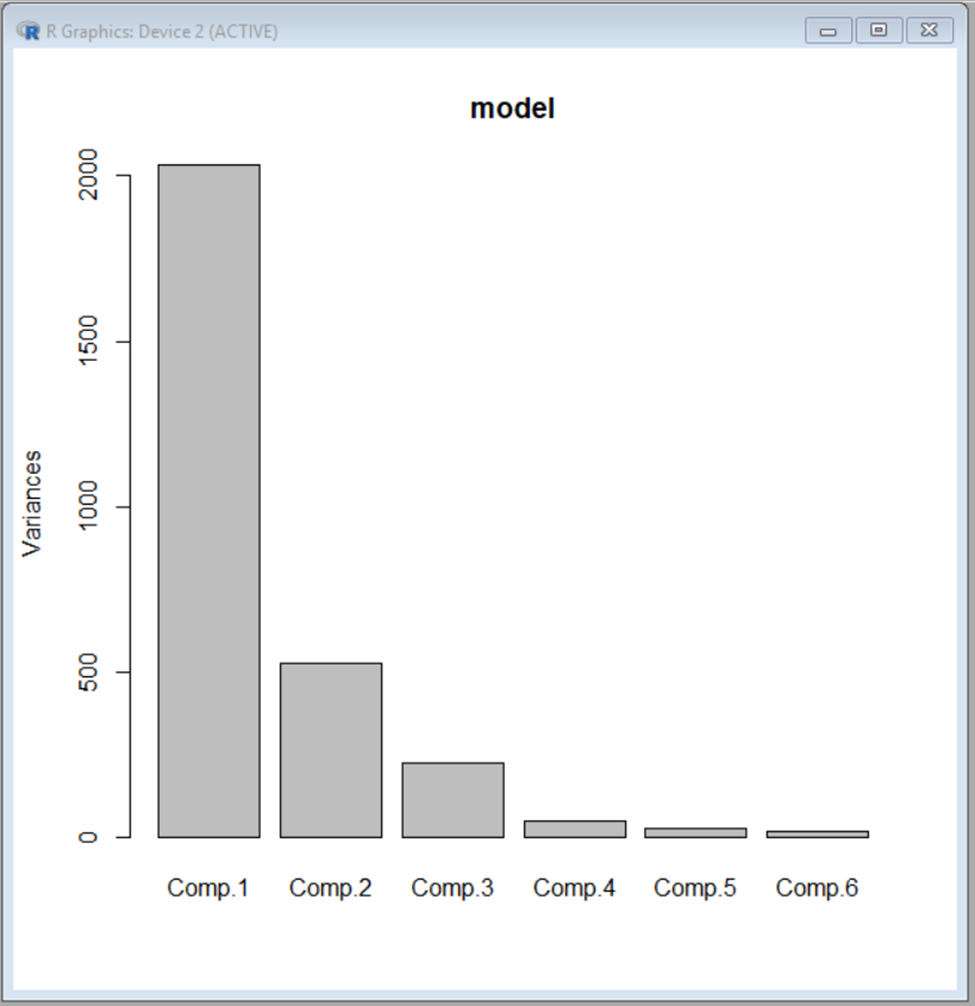 R Graphics: Device 2 (ACTIVE)
model
Variances
2000
1500
1000
500
0
Comp.1 Comp.2 Comp.3 Comp.4 Comp.5 Comp.6